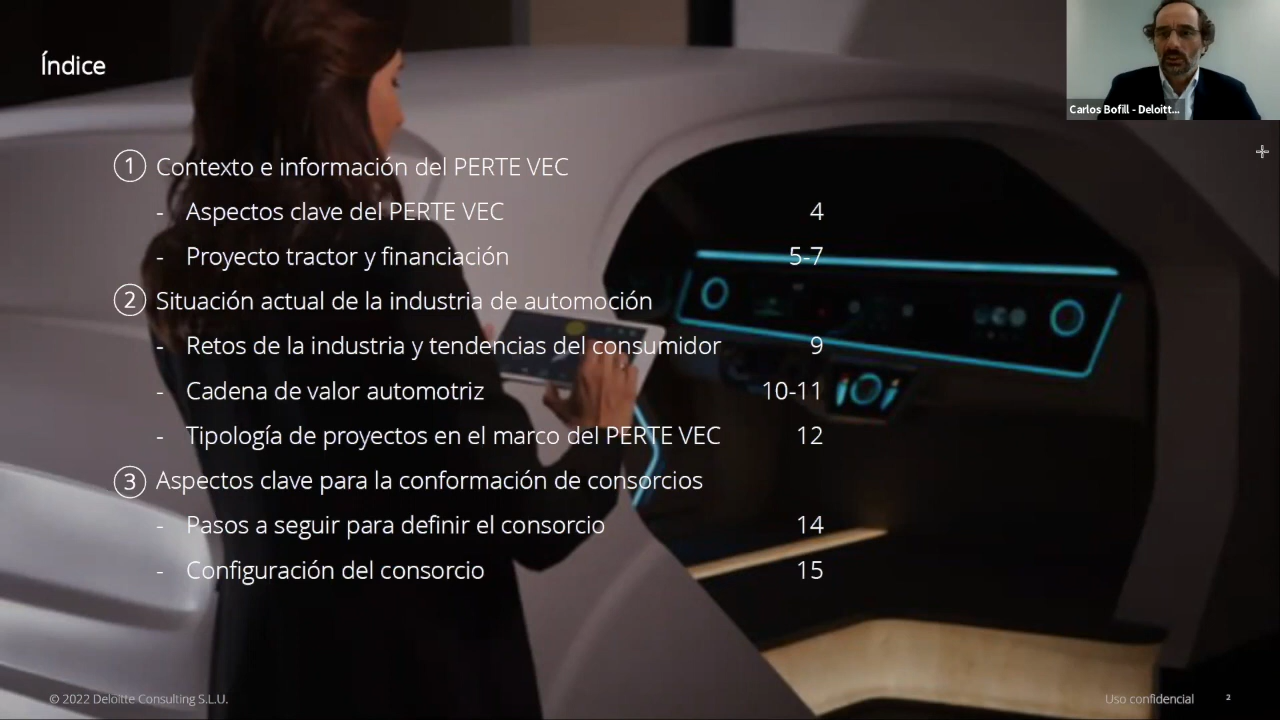 Índice
Carlos Bofill - Deloitt...
1 Contexto e información del PERTE VEC
- Aspectos clave del PERTE VEC 4
- Proyecto tractor y financiación 5-7
2 Situación actual de la industria de automoción
- Retos de la industria y tendencias del consumidor 9
- Cadena de valor automotriz 10-11
- Tipología de proyectos en el marco del PERTE VEC 12
3 Aspectos clave para la conformación de consorcios
- Pasos a seguir para definir el consorcio 14
- Configuración del consorcio 15
© 2022 Deloitte Consulting S.L.U.
Uso confidencial 2